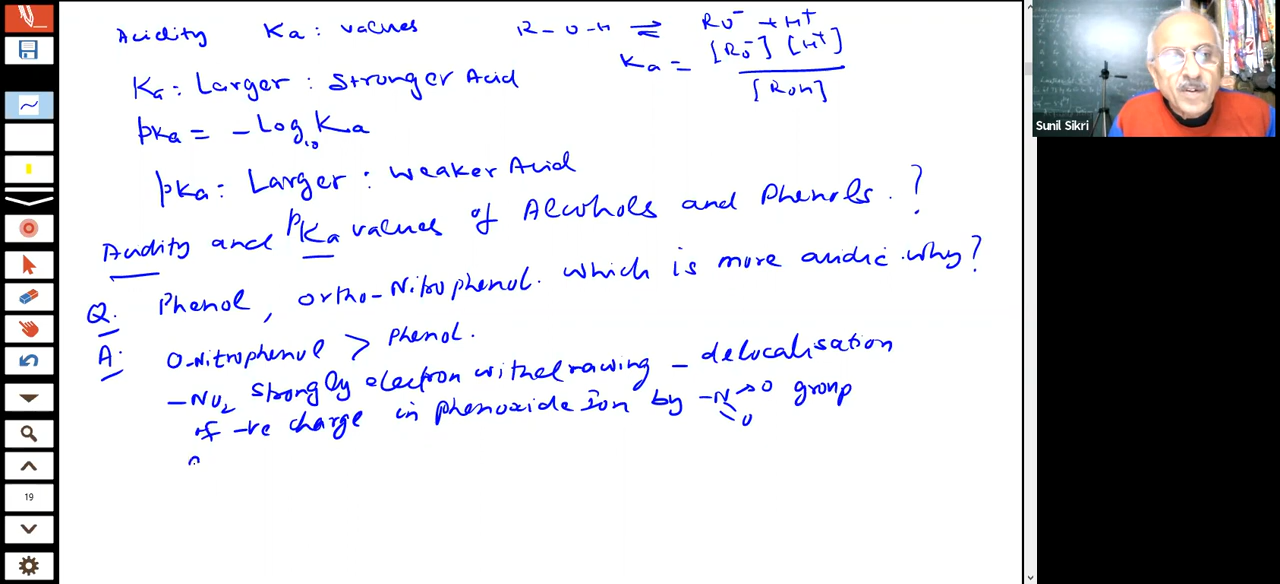 Acidity Ka : values R-O-H ⇌ RO⁻ + H⁺
Ka = [RO⁻] [H⁺] / [ROH]
Ka : Larger : Stronger Acid
pKa = - Log₁₀ Ka
pKa : Larger : Weaker Acid
Acidity and pKa values of Alcohols and Phenols. ?
Q. Phenol, Ortho-Nitrophenol. Which is more acidic. Why?
A. O-Nitrophenol > Phenol.
-NO₂ strongly electron withdrawing - delocalisation
of -ve charge in phenoxide ion by -N→O =O group
Sunil Sikri
19